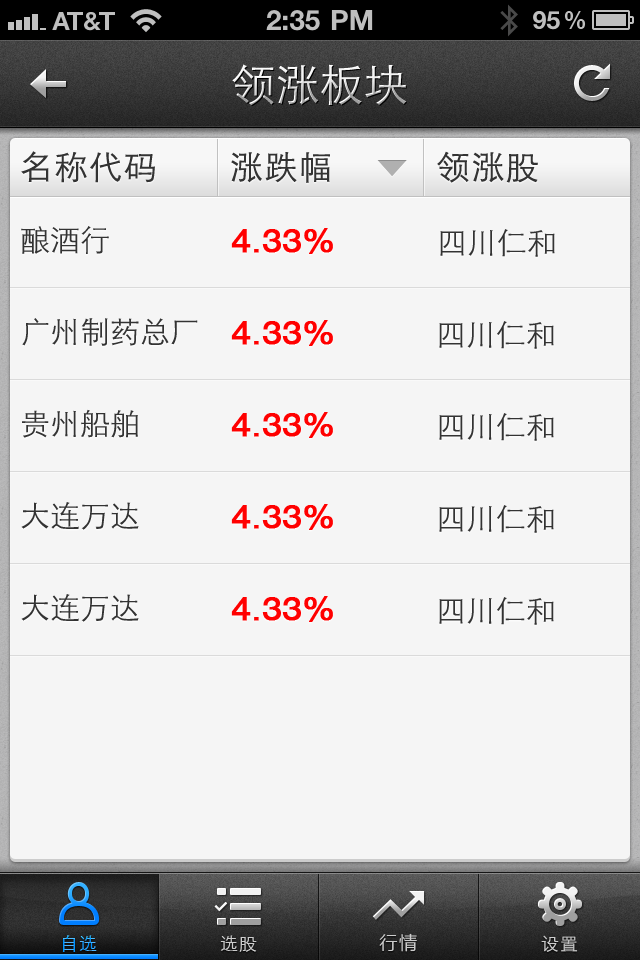 AT&T 2:35 PM 95%
领涨板块
名称代码 涨跌幅 领涨股
酿酒行 4.33% 四川仁和
广州制药总厂 4.33% 四川仁和
贵州船舶 4.33% 四川仁和
大连万达 4.33% 四川仁和
大连万达 4.33% 四川仁和
自选 选股 行情 设置